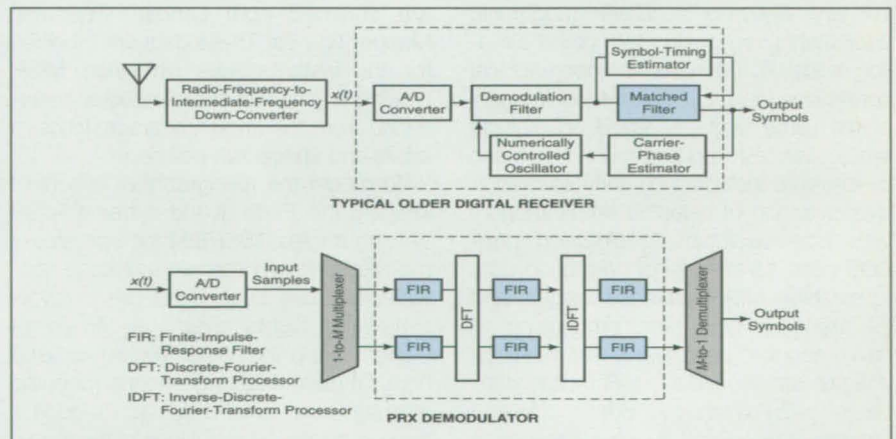 Radio-Frequency-to-
Intermediate-Frequency
Down-Converter
x(t)
A/D
Converter
Demodulation
Filter
Symbol-Timing
Estimator
Matched
Filter
Output
Symbols
Numerically
Controlled
Oscillator
Carrier-
Phase
Estimator
TYPICAL OLDER DIGITAL RECEIVER
x(t)
A/D
Converter
Input
Samples
1-to-M Multiplexer
FIR
FIR
DFT
FIR
FIR
IDFT
FIR
FIR
M-to-1 Demultiplexer
Output
Symbols
FIR: Finite-Impulse-
Response Filter
DFT: Discrete-Fourier-
Transform Processor
IDFT: Inverse-Discrete-
Fourier-Transform Processor
PRX DEMODULATOR